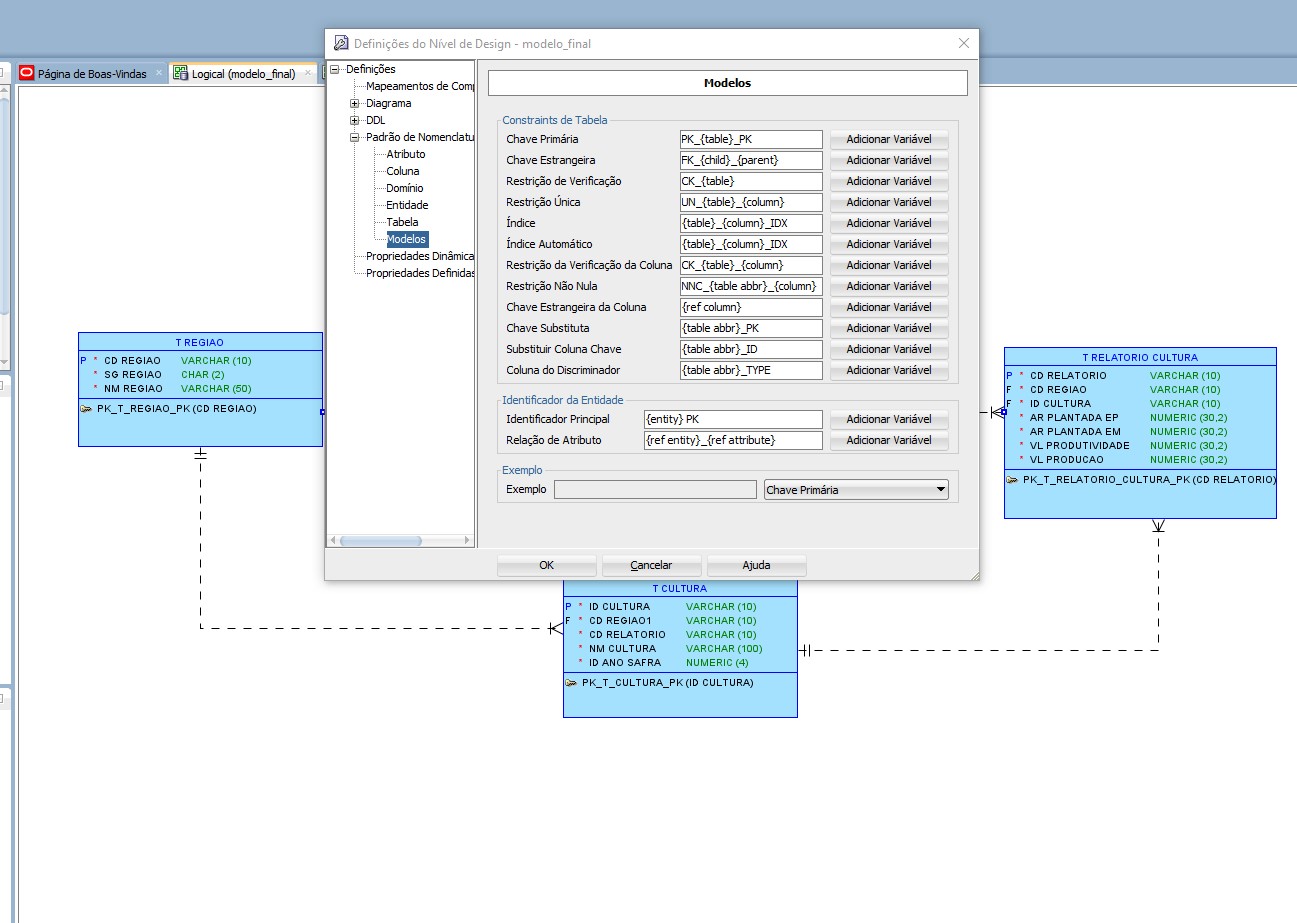 Definições do Nível de Design - modelo_final
Página de Boas-Vindas
Logical (modelo_final)
Definições
Mapeamentos de Comp
Diagrama
DDL
Padrão de Nomenclatu
Atributo
Coluna
Domínio
Entidade
Tabela
Modelos
Propriedades Dinâmica
Propriedades Definidas
Modelos
Constraints de Tabela
Chave Primária PK_{table}_PK Adicionar Variável
Chave Estrangeira FK_{child}_{parent} Adicionar Variável
Restrição de Verificação CK_{table} Adicionar Variável
Restrição Única UN_{table}_{column} Adicionar Variável
Índice {table}_{column}_IDX Adicionar Variável
Índice Automático {table}_{column}_IDX Adicionar Variável
Restrição da Verificação da Coluna CK_{table}_{column} Adicionar Variável
Restrição Não Nula NNC_{table abbr}_{column} Adicionar Variável
Chave Estrangeira da Coluna {ref column} Adicionar Variável
Chave Substituta {table abbr}_PK Adicionar Variável
Substituir Coluna Chave {table abbr}_ID Adicionar Variável
Coluna do Discriminador {table abbr}_TYPE Adicionar Variável
Identificador da Entidade
Identificador Principal {entity} PK Adicionar Variável
Relação de Atributo {ref entity}_{ref attribute} Adicionar Variável
Exemplo
Exemplo Chave Primária
OK Cancelar Ajuda
T REGIAO
P * CD REGIAO VARCHAR (10)
* SG REGIAO CHAR (2)
* NM REGIAO VARCHAR (50)
PK_T_REGIAO_PK (CD REGIAO)
T RELATORIO CULTURA
P * CD RELATORIO VARCHAR (10)
F * CD REGIAO VARCHAR (10)
F * ID CULTURA VARCHAR (10)
* AR PLANTADA EP NUMERIC (30,2)
* AR PLANTADA EM NUMERIC (30,2)
* VL PRODUTIVIDADE NUMERIC (30,2)
* VL PRODUCAO NUMERIC (30,2)
PK_T_RELATORIO_CULTURA_PK (CD RELATORIO)
T CULTURA
P * ID CULTURA VARCHAR (10)
F * CD REGIAO1 VARCHAR (10)
* CD RELATORIO VARCHAR (10)
* NM CULTURA VARCHAR (100)
* ID ANO SAFRA NUMERIC (4)
PK_T_CULTURA_PK (ID CULTURA)